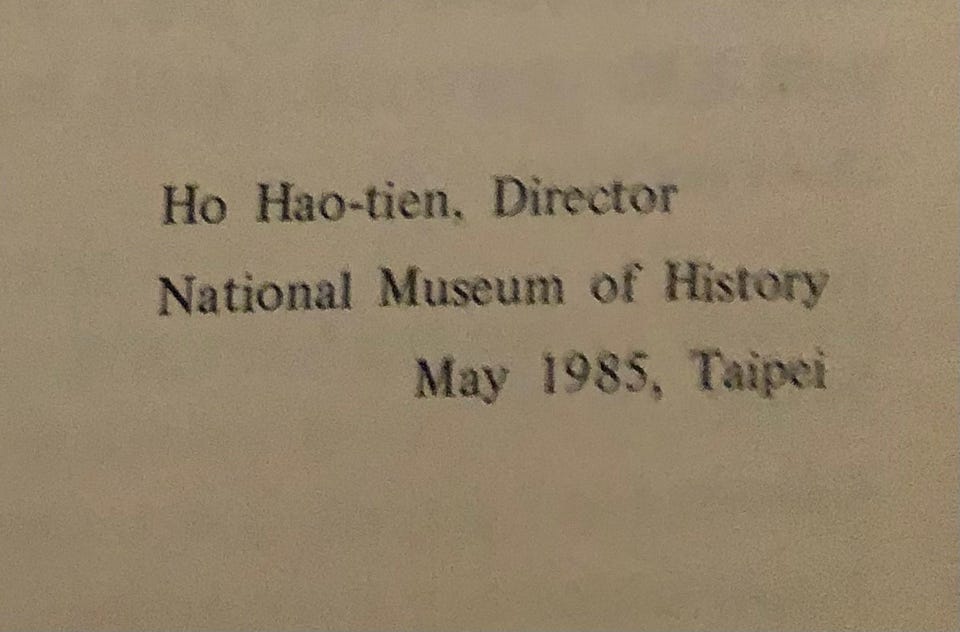 Ho Hao-tien, Director
National Museum of History
May 1985, Taipei